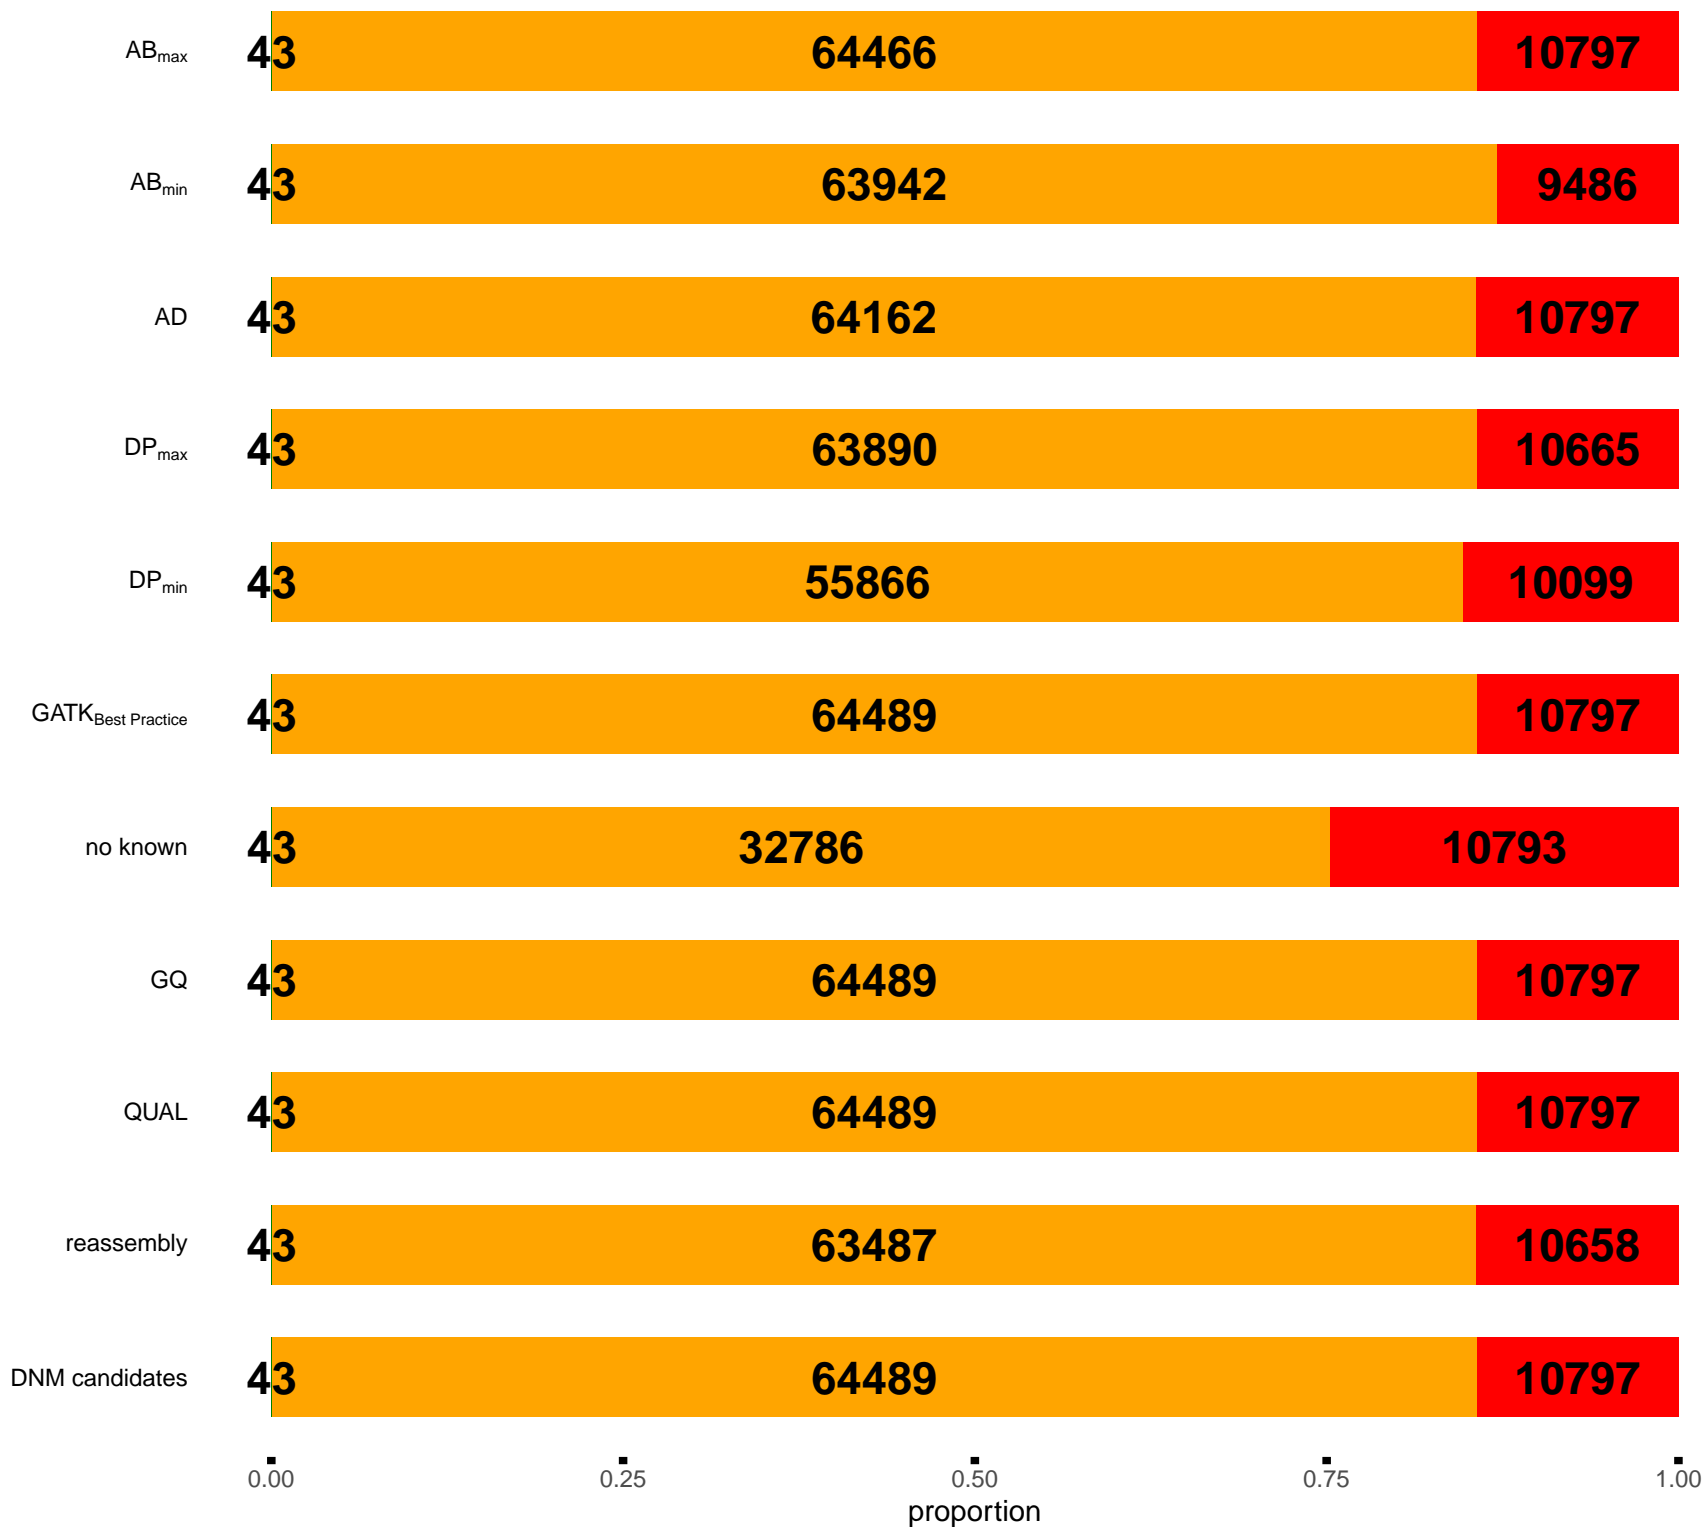 ABmax 43 64466 10797
ABmin 43 63942 9486
AD 43 64162 10797
DPmax 43 63890 10665
DPmin 43 55866 10099
GATKBest Practice 43 64489 10797
no known 43 32786 10793
GQ 43 64489 10797
QUAL 43 64489 10797
reassembly 43 63487 10658
DNM candidates 43 64489 10797
0.00 0.25 0.50 0.75 1.00
proportion